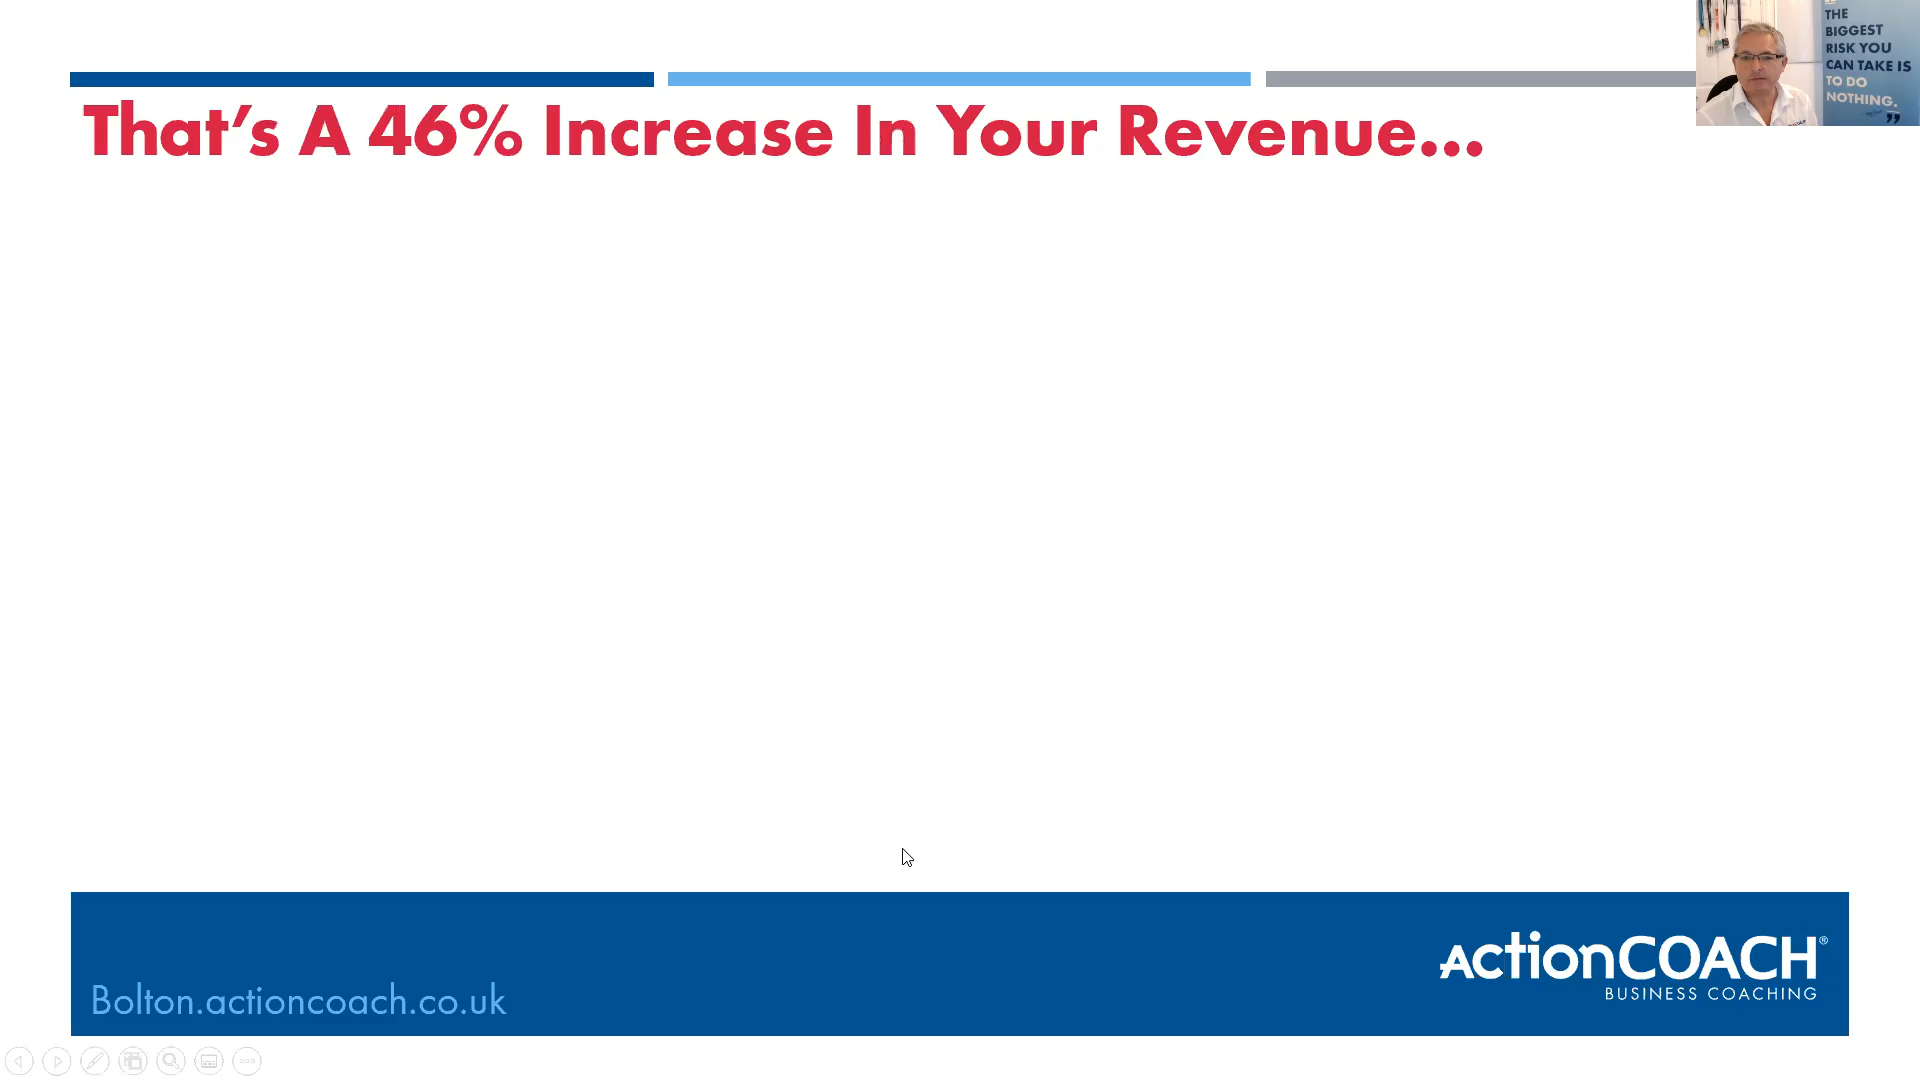 THE
BIGGEST
RISK YOU
CAN TAKE IS
TO DO
NOTHING.
That's A 46% Increase In Your Revenue...
Bolton.actioncoach.co.uk
actionCOACH®
BUSINESS COACHING